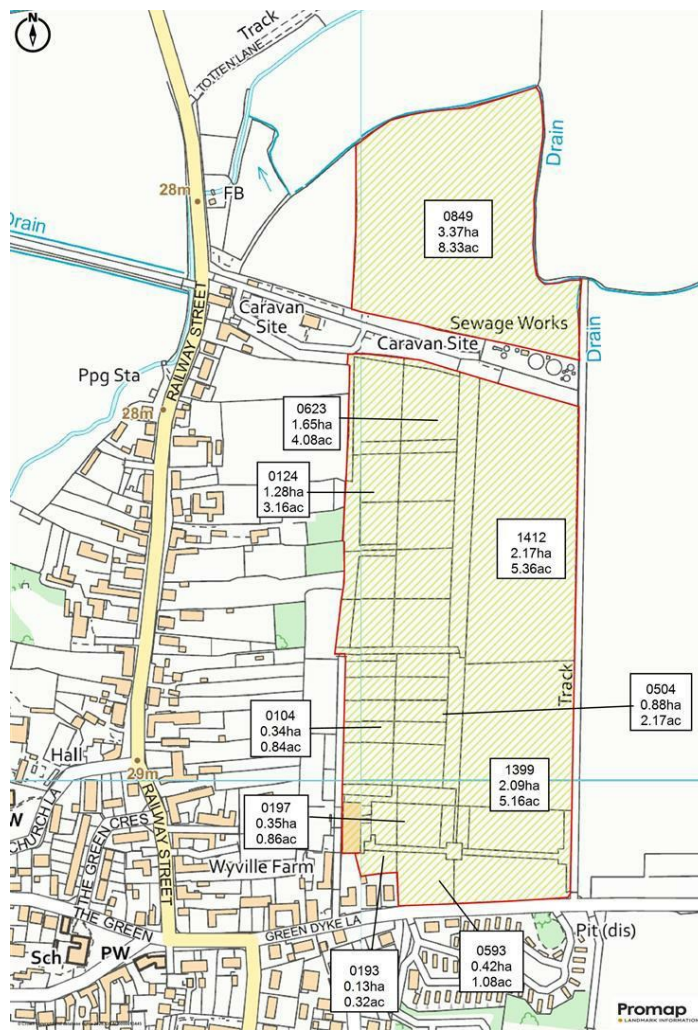 N
Track
TOTTEN LANE
Drain
28m
FB
0849
3.37ha
8.33ac
Drain
RAILWAY STREET
Caravan
Site
Sewage Works
Caravan Site
Drain
Ppg Sta
28m
0623
1.65ha
4.08ac
0124
1.28ha
3.16ac
1412
2.17ha
5.36ac
Track
0504
0.88ha
2.17ac
0104
0.34ha
0.84ac
Hall
29m
1399
2.09ha
5.16ac
W
CHURCH LA
THE GREEN CRES
RAILWAY STREET
0197
0.35ha
0.86ac
Wyville Farm
THE GREEN
GREEN DYKE LA
Pit (dis)
Sch
PW
0193
0.13ha
0.32ac
0593
0.42ha
1.08ac
Promap
LANDMARK INFORMATION